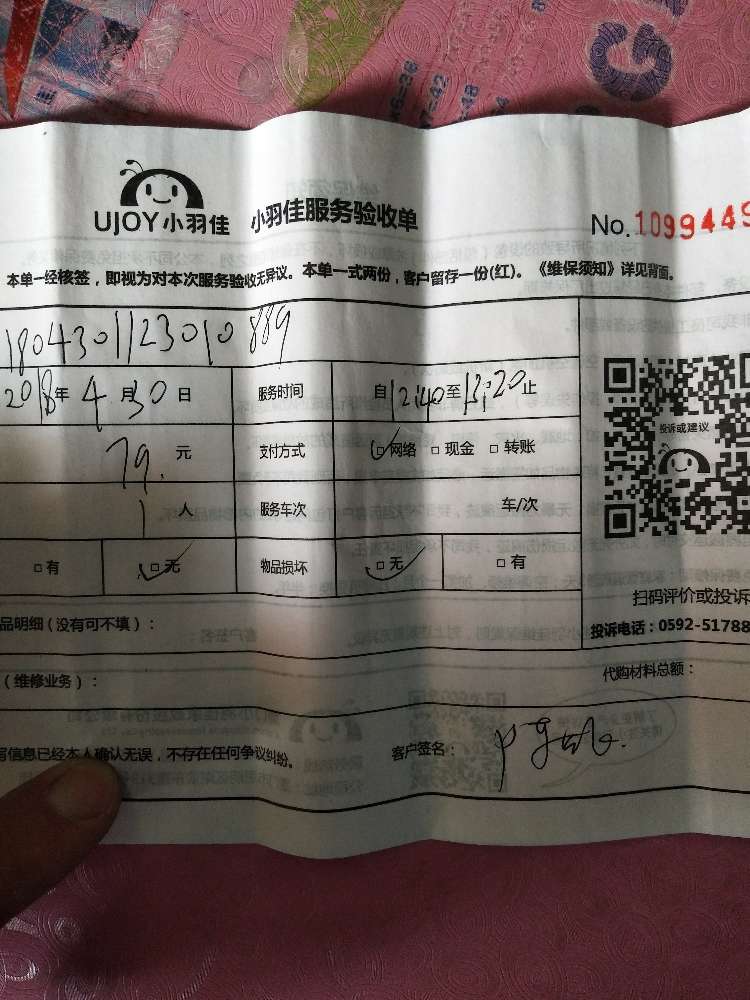 UJOY小羽佳 小羽佳服务验收单 No.1099449
本单一经核签，即视为对本次服务验收无异议。本单一式两份，客户留存一份(红)。《维保须知》详见背面。
1804301123010889
2018年4月30日 服务时间 自12:40至13:20止
79.元 支付方式 ☑网络 □现金 □转账
1人 服务车次 车/次
□有 ☑无 物品损坏 ☑无 □有
投诉或建议
扫码评价或投诉
品明细(没有可不填)：
投诉电话：0592-51788
(维修业务)：
代购材料总额：
写信息已经本人确认无误，不存在任何争议纠纷。 客户签名：